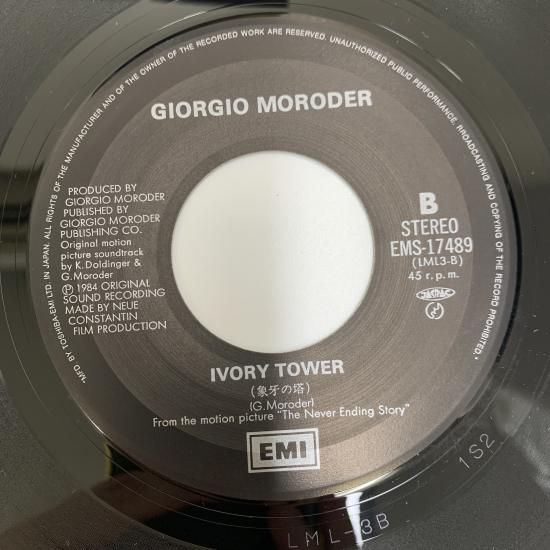 *MFD BY TOSHIBA-EMI LTD. IN JAPAN. ALL RIGHTS OF THE MANUFACTURER AND OF THE OWNER OF THE RECORDED WORK ARE RESERVED. UNAUTHORIZED PUBLIC PERFORMANCE, BROADCASTING AND COPYING OF THE RECORD PROHIBITED.*
GIORGIO MORODER
PRODUCED BY
GIORGIO MORODER
PUBLISHED BY
GIORGIO MORODER
PUBLISHING CO.
Original motion
picture soundtrack
by K.Doldinger &
G.Moroder
Ⓟ 1984 ORIGINAL
SOUND RECORDING
MADE BY NEUE
CONSTANTIN
FILM PRODUCTION
B
STEREO
EMS-17489
(LML3-B)
45 r.p.m.
JASRAC
IVORY TOWER
(象牙の塔)
(G.Moroder)
From the motion picture "The Never Ending Story"
EMI
1S2
LML-3B